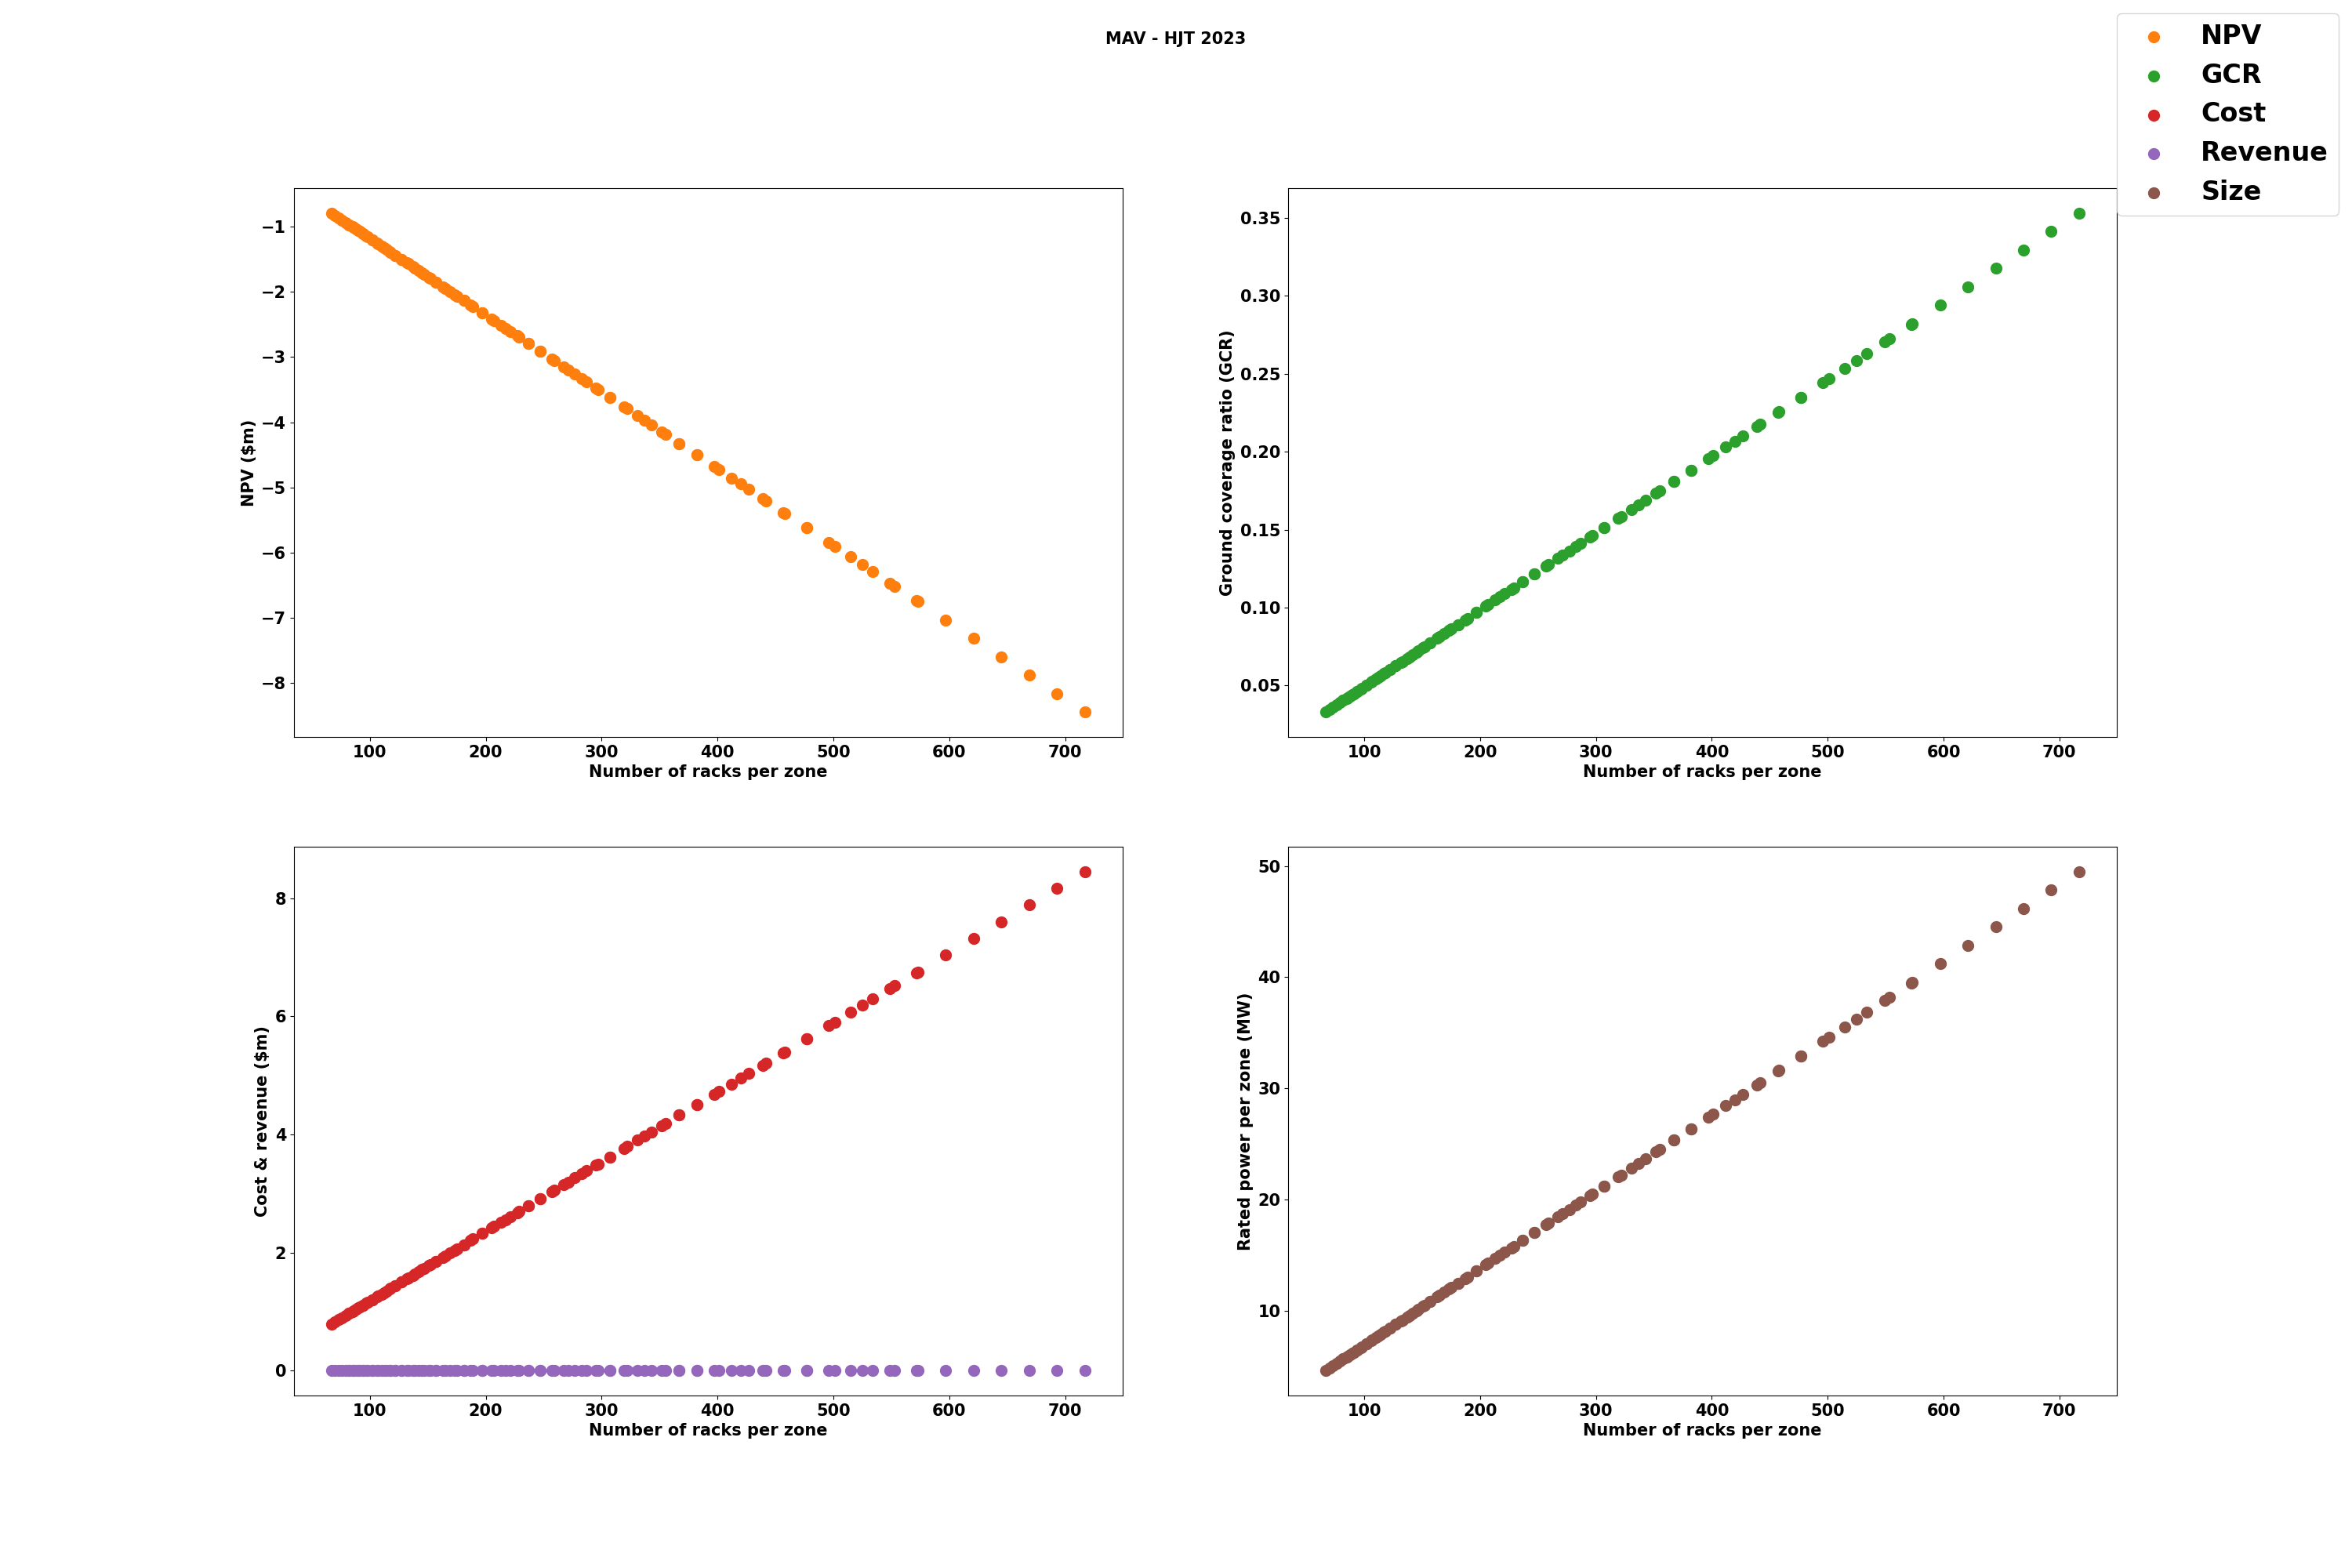 MAV - HJT 2023
NPV
GCR
Cost
Revenue
Size
−1
−2
−3
−4
−5
−6
−7
−8
NPV ($m)
100 200 300 400 500 600 700
Number of racks per zone
0.35
0.30
0.25
0.20
0.15
0.10
0.05
Ground coverage ratio (GCR)
100 200 300 400 500 600 700
Number of racks per zone
8
6
4
2
0
Cost & revenue ($m)
100 200 300 400 500 600 700
Number of racks per zone
50
40
30
20
10
Rated power per zone (MW)
100 200 300 400 500 600 700
Number of racks per zone